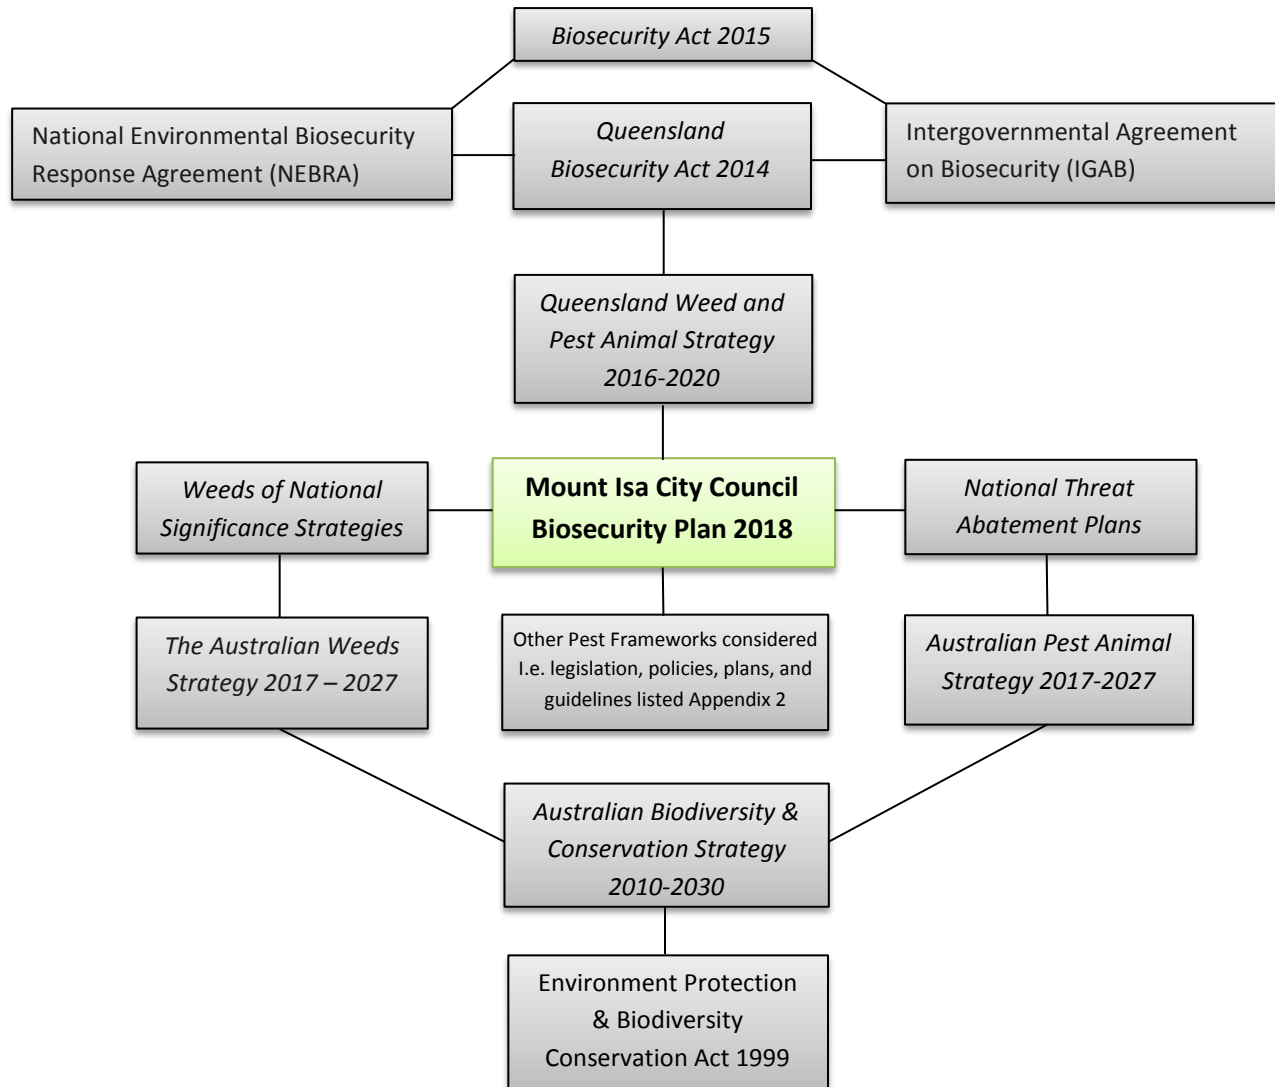 Biosecurity Act 2015
National Environmental Biosecurity
Response Agreement (NEBRA)
Queensland
Biosecurity Act 2014
Intergovernmental Agreement
on Biosecurity (IGAB)
Queensland Weed and
Pest Animal Strategy
2016-2020
Weeds of National
Significance Strategies
Mount Isa City Council
Biosecurity Plan 2018
National Threat
Abatement Plans
The Australian Weeds
Strategy 2017 – 2027
Other Pest Frameworks considered
I.e. legislation, policies, plans, and
guidelines listed Appendix 2
Australian Pest Animal
Strategy 2017-2027
Australian Biodiversity &
Conservation Strategy
2010-2030
Environment Protection
& Biodiversity
Conservation Act 1999